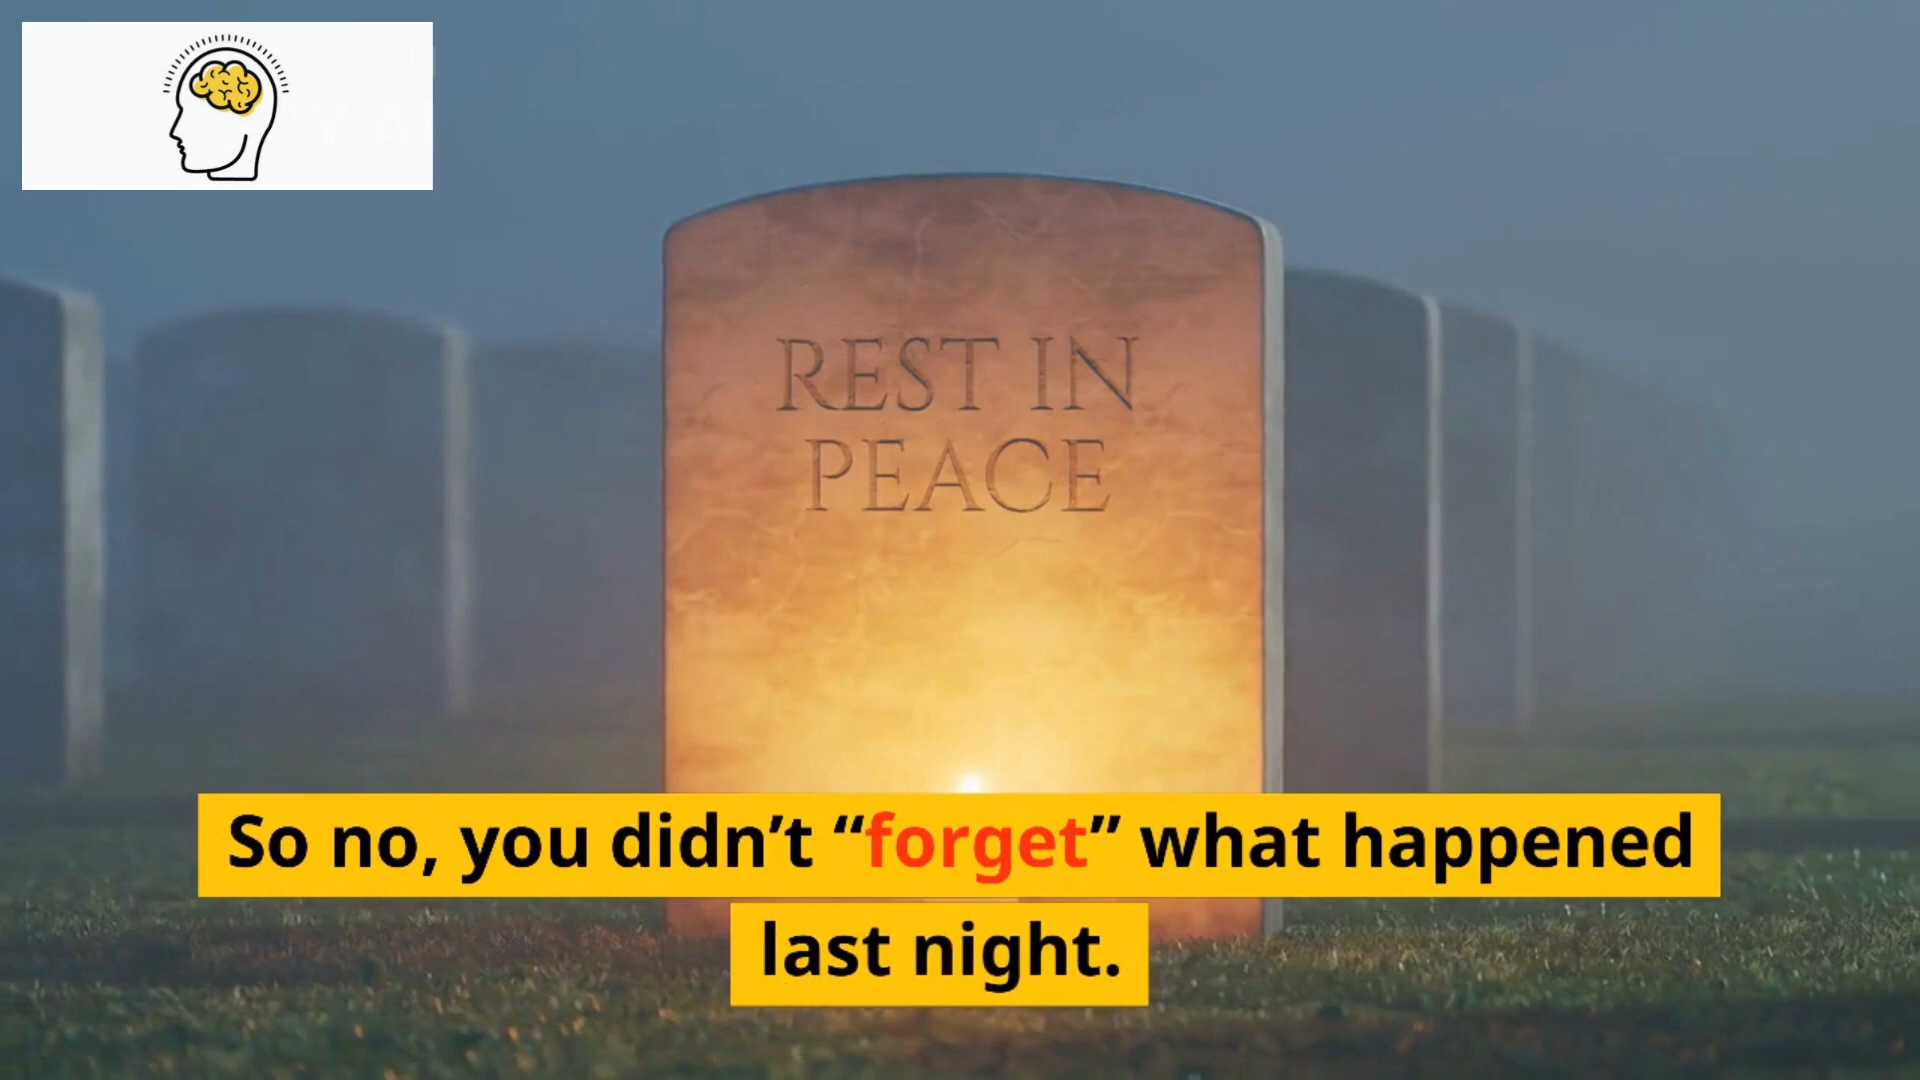 REST IN
PEACE
So no, you didn’t “forget” what happened
last night.